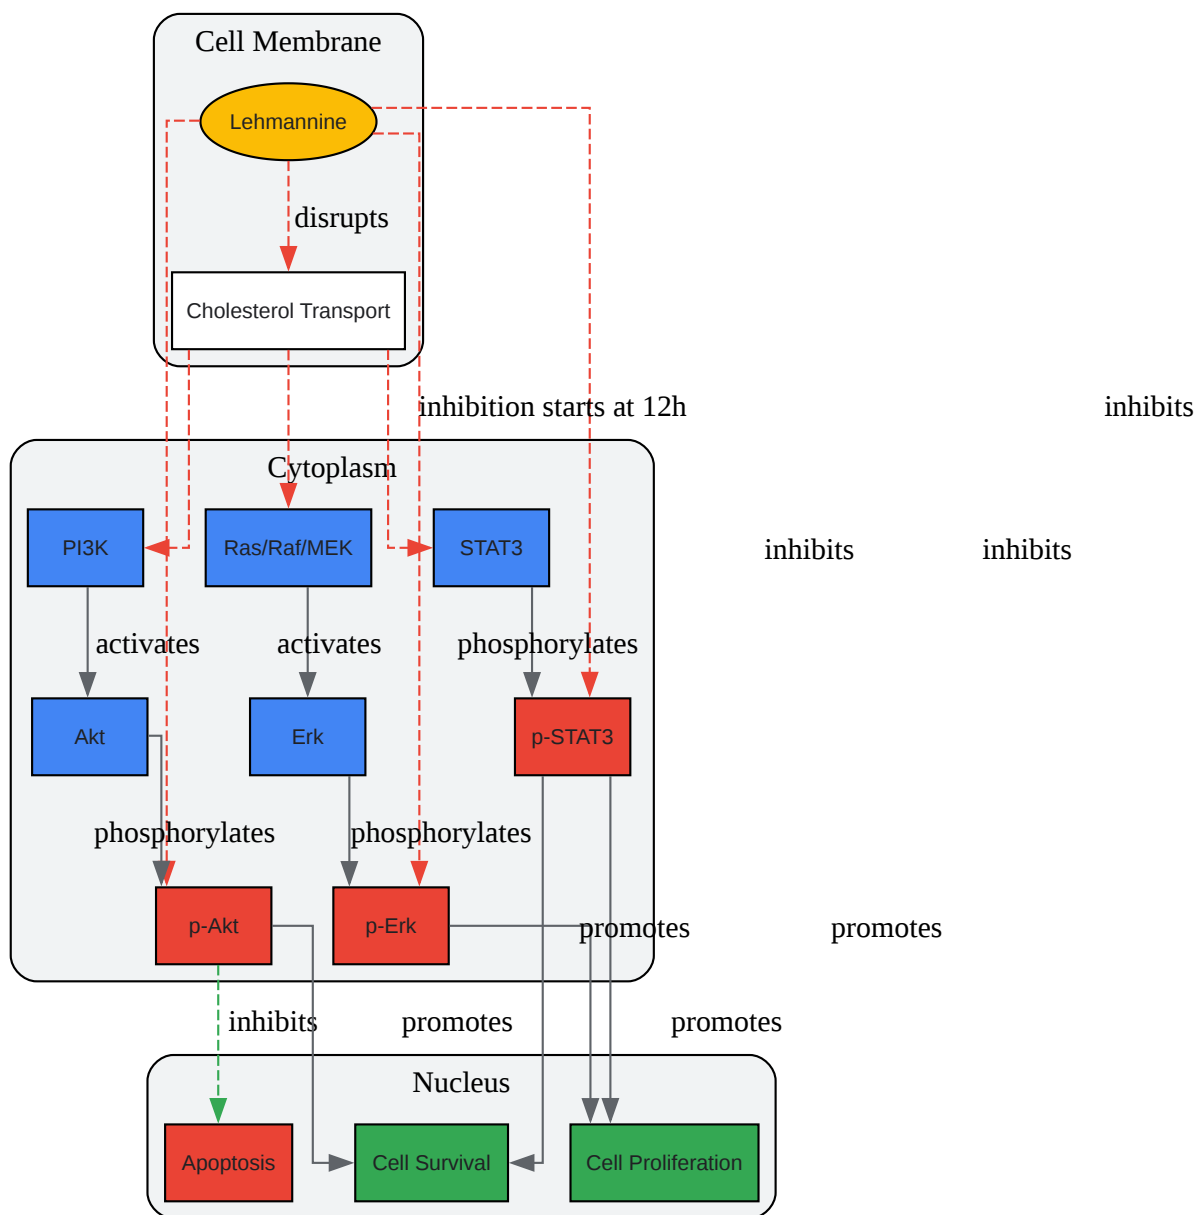 Cell Membrane
Lehmannine
disrupts
Cholesterol Transport
inhibition starts at 12h
inhibits
Cytoplasm
PI3K
Ras/Raf/MEK
STAT3
inhibits
inhibits
activates
activates
phosphorylates
Akt
Erk
p-STAT3
phosphorylates
phosphorylates
p-Akt
p-Erk
promotes
promotes
inhibits
promotes
promotes
Nucleus
Apoptosis
Cell Survival
Cell Proliferation